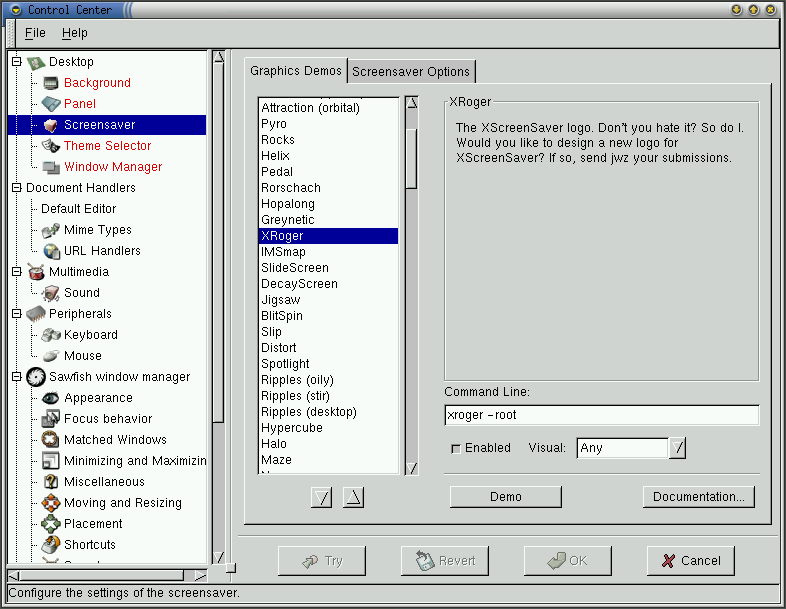 Control Center
File Help
Desktop
Background
Panel
Screensaver
Theme Selector
Window Manager
Document Handlers
Default Editor
Mime Types
URL Handlers
Multimedia
Sound
Peripherals
Keyboard
Mouse
Sawfish window manager
Appearance
Focus behavior
Matched Windows
Minimizing and Maximizin
Miscellaneous
Moving and Resizing
Placement
Shortcuts
Graphics Demos Screensaver Options
Attraction (orbital)
Pyro
Rocks
Helix
Pedal
Rorschach
Hopalong
Greynetic
XRoger
IMSmap
SlideScreen
DecayScreen
Jigsaw
BlitSpin
Slip
Distort
Spotlight
Ripples (oily)
Ripples (stir)
Ripples (desktop)
Hypercube
Halo
Maze
XRoger
The XScreenSaver logo. Don't you hate it? So do I.
Would you like to design a new logo for
XScreenSaver? If so, send jwz your submissions.
Command Line:
xroger -root
Enabled Visual: Any
Demo Documentation...
Try Revert OK Cancel
Configure the settings of the screensaver.